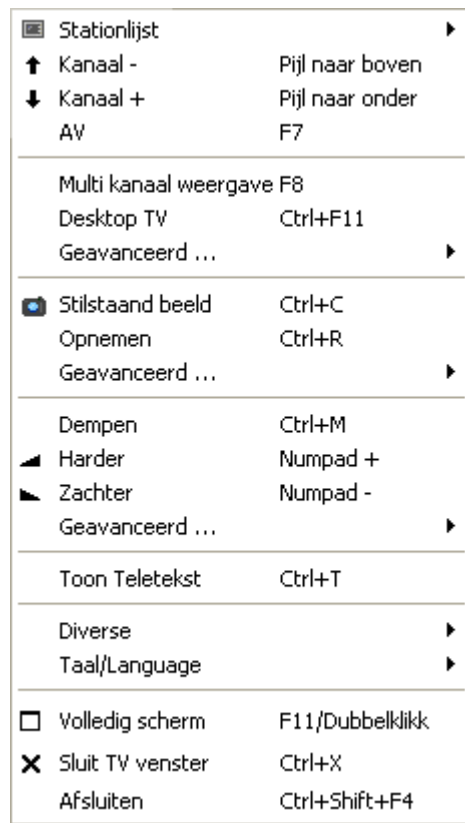 Stationlijst
Kanaal - Pijl naar boven
Kanaal + Pijl naar onder
AV F7
Multi kanaal weergave F8
Desktop TV Ctrl+F11
Geavanceerd ...
Stilstaand beeld Ctrl+C
Opnemen Ctrl+R
Geavanceerd ...
Dempen Ctrl+M
Harder Numpad +
Zachter Numpad -
Geavanceerd ...
Toon Teletekst Ctrl+T
Diverse
Taal/Language
Volledig scherm F11/Dubbelklikk
Sluit TV venster Ctrl+X
Afsluiten Ctrl+Shift+F4